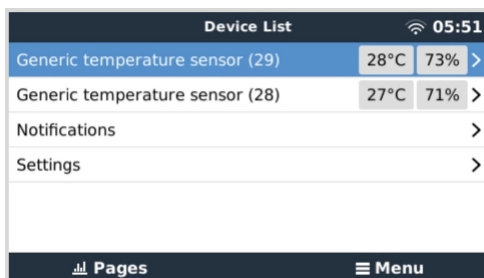 Device List 05:51
Generic temperature sensor (29) 28°C 73%
Generic temperature sensor (28) 27°C 71%
Notifications
Settings
Pages Menu